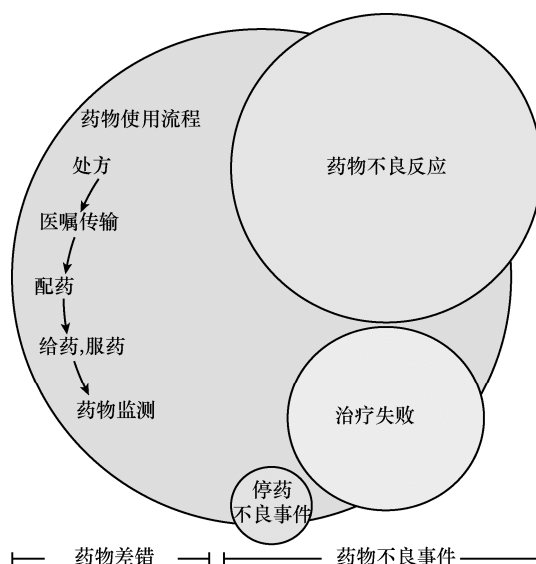 药物使用流程
处方
医嘱传输
配药
给药,服药
药物监测
药物不良反应
治疗失败
停药
不良事件
药物差错
药物不良事件